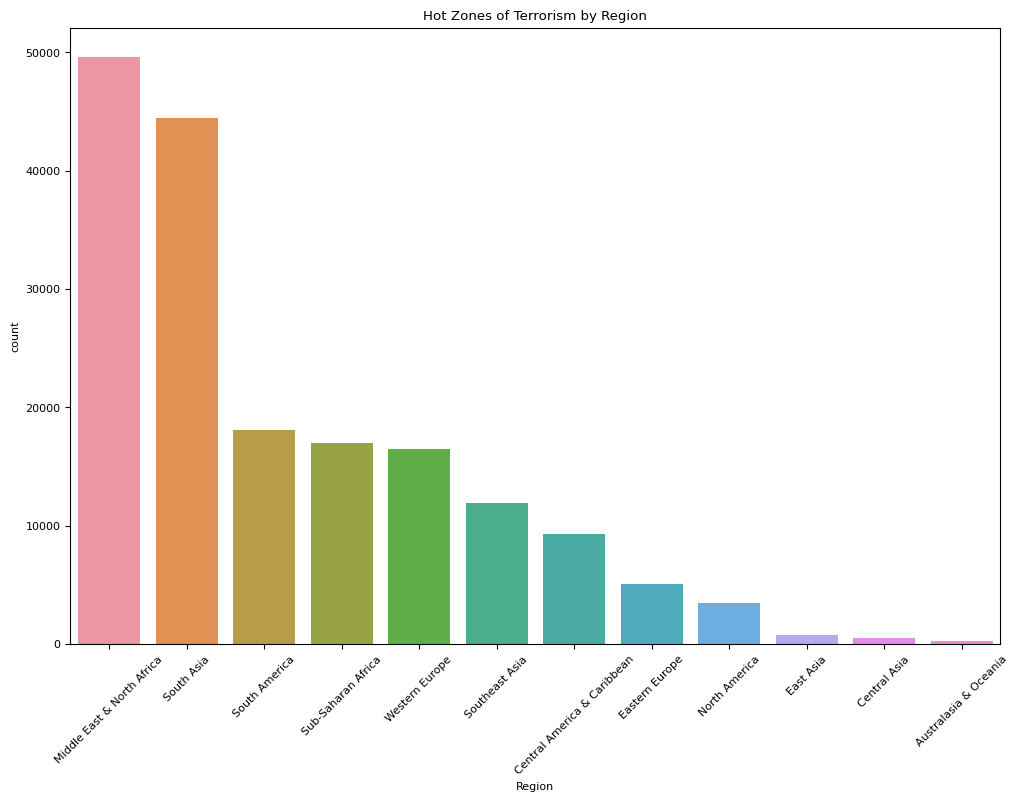 Hot Zones of Terrorism by Region
50000
40000
30000
20000
10000
0
count
Middle East & North Africa
South Asia
South America
Sub-Saharan Africa
Western Europe
Southeast Asia
Central America & Caribbean
Eastern Europe
North America
East Asia
Central Asia
Australasia & Oceania
Region